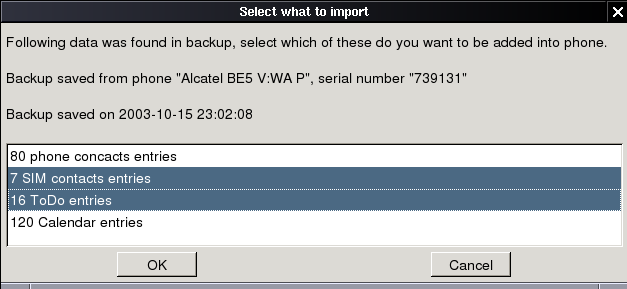 Select what to import
Following data was found in backup, select which of these do you want to be added into phone.
Backup saved from phone "Alcatel BE5 V:WA P", serial number "739131"
Backup saved on 2003-10-15 23:02:08
80 phone concacts entries
7 SIM contacts entries
16 ToDo entries
120 Calendar entries
OK Cancel